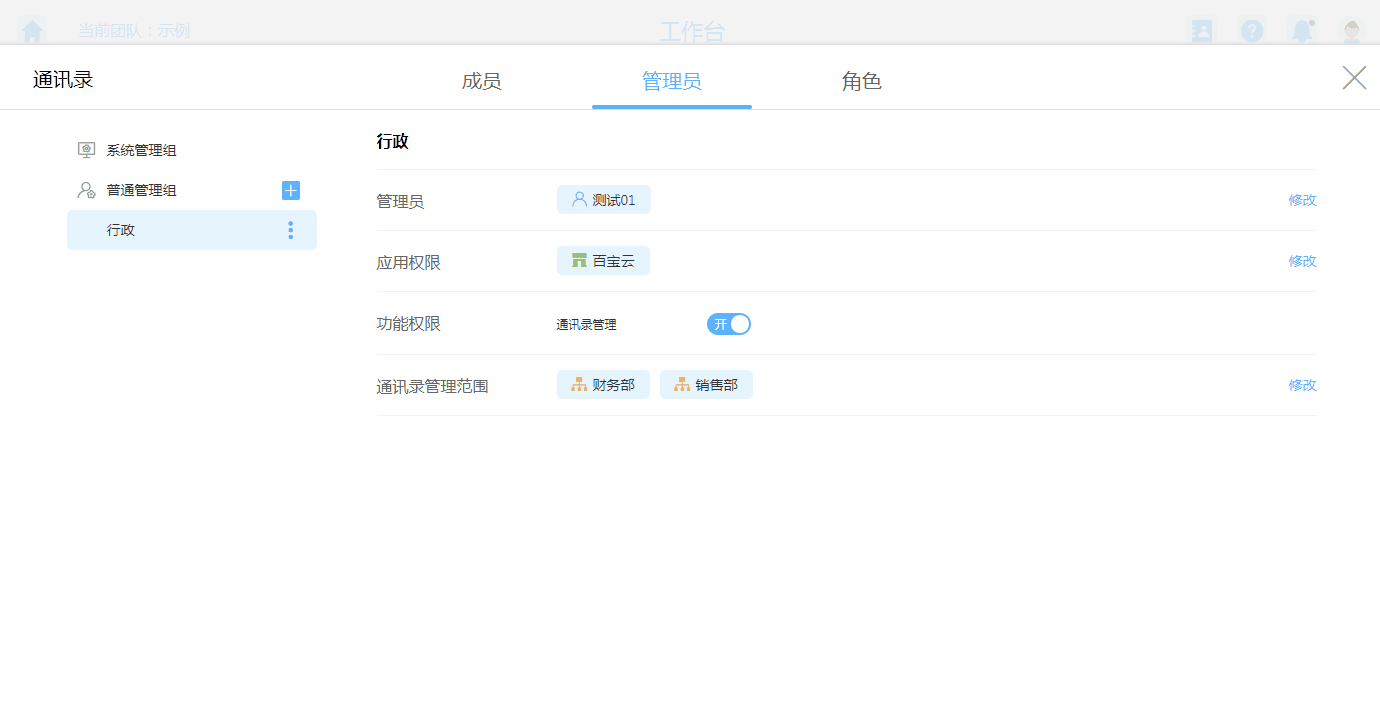 当前团队：示例
工作台
通讯录
成员
管理员
角色
系统管理组
普通管理组
行政
行政
管理员
测试01
修改
应用权限
百宝云
修改
功能权限
通讯录管理
开
通讯录管理范围
财务部
销售部
修改